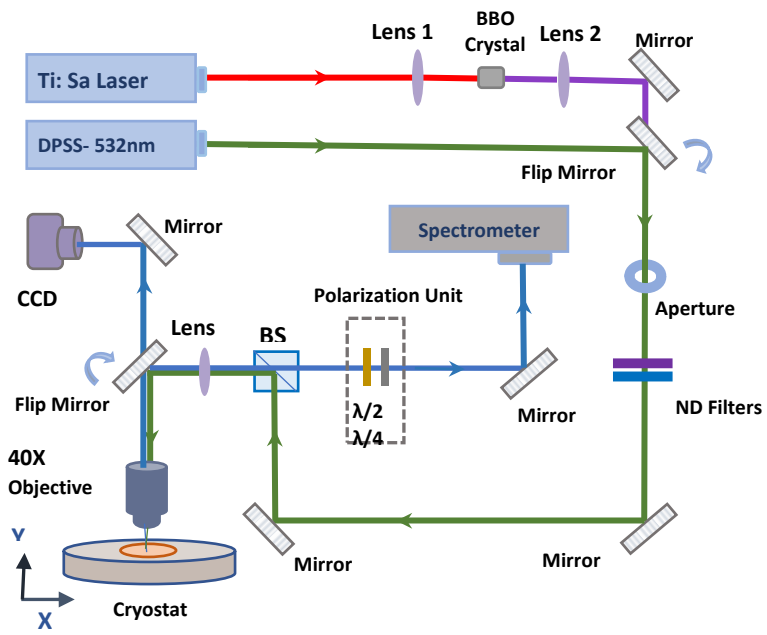 BBO
Crystal
Lens 1
Lens 2
Mirror
Ti: Sa Laser
DPSS- 532nm
Flip Mirror
Mirror
Spectrometer
CCD
Polarization Unit
Aperture
Lens
BS
λ/2
λ/4
Flip Mirror
Mirror
ND Filters
40X
Objective
Mirror
Mirror
Y
X
Cryostat